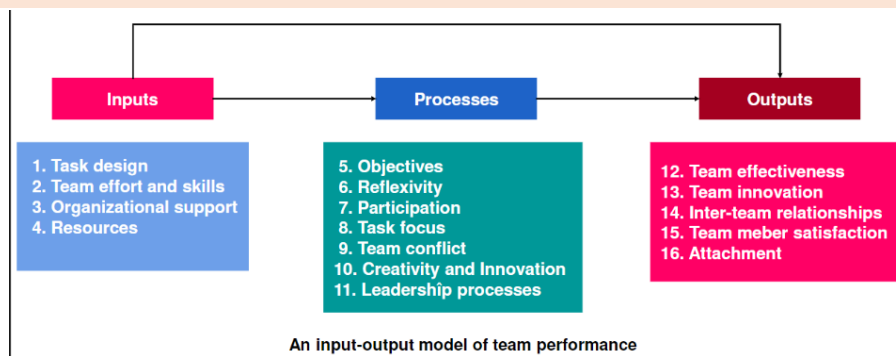 Inputs
Processes
Outputs
1. Task design
2. Team effort and skills
3. Organizational support
4. Resources
5. Objectives
6. Reflexivity
7. Participation
8. Task focus
9. Team conflict
10. Creativity and Innovation
11. Leadershîp processes
12. Team effectiveness
13. Team innovation
14. Inter-team relationships
15. Team meber satisfaction
16. Attachment
An input-output model of team performance